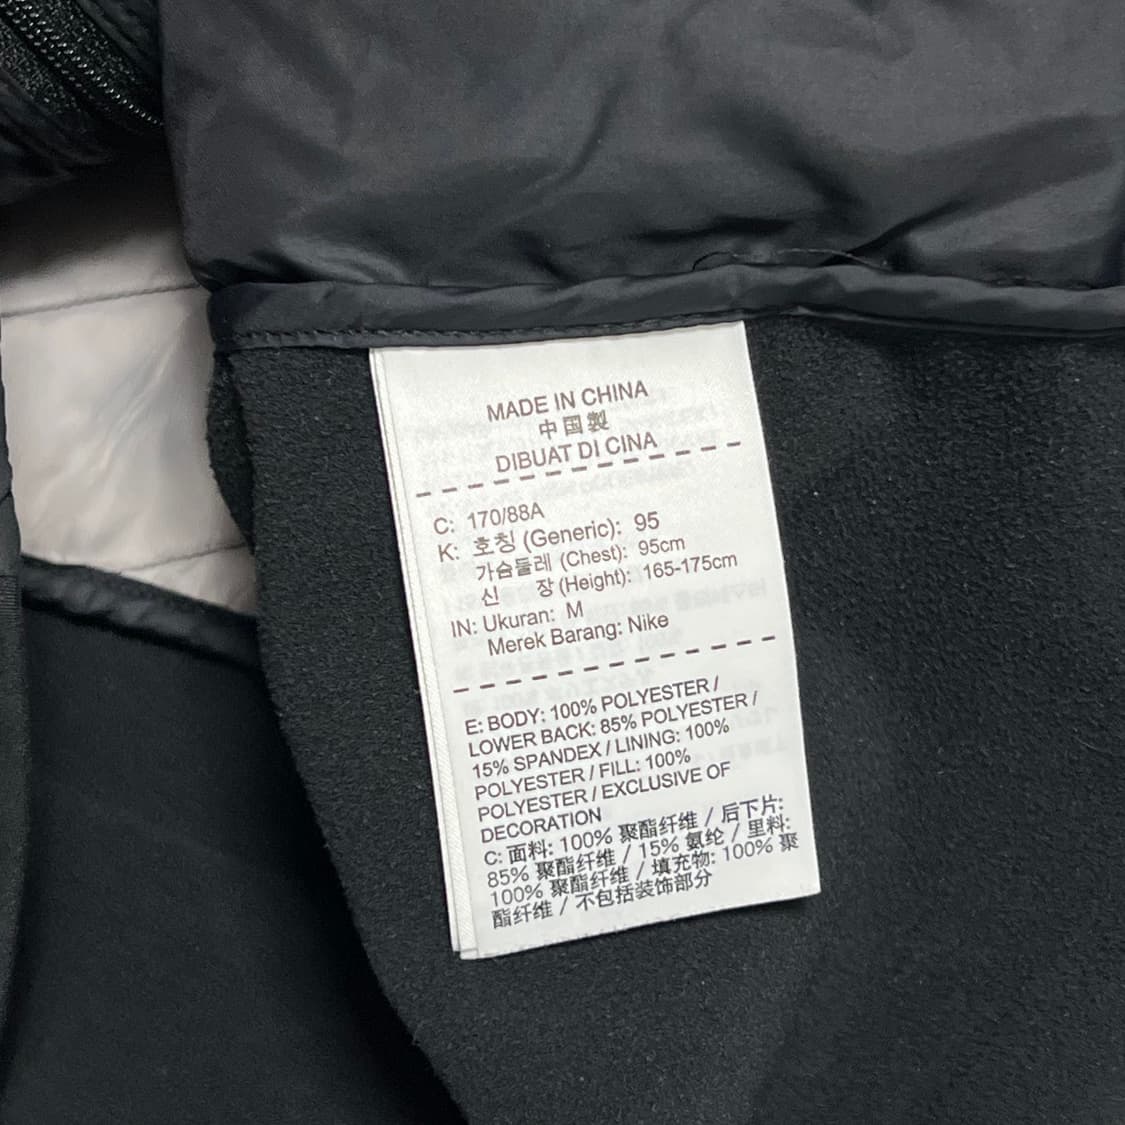 MADE IN CHINA
中国製
DIBUAT DI CINA
C: 170/88A
K: 호칭 (Generic): 95
가슴둘레 (Chest): 95cm
신 장 (Height): 165-175cm
IN: Ukuran: M
Merek Barang: Nike
E: BODY: 100% POLYESTER /
LOWER BACK: 85% POLYESTER /
15% SPANDEX / LINING: 100%
POLYESTER / FILL: 100%
POLYESTER / EXCLUSIVE OF
DECORATION
C: 面料: 100% 聚酯纤维 / 后下片:
85% 聚酯纤维 / 15% 氨纶 / 里料:
100% 聚酯纤维 / 填充物: 100% 聚
酯纤维 / 不包括装饰部分